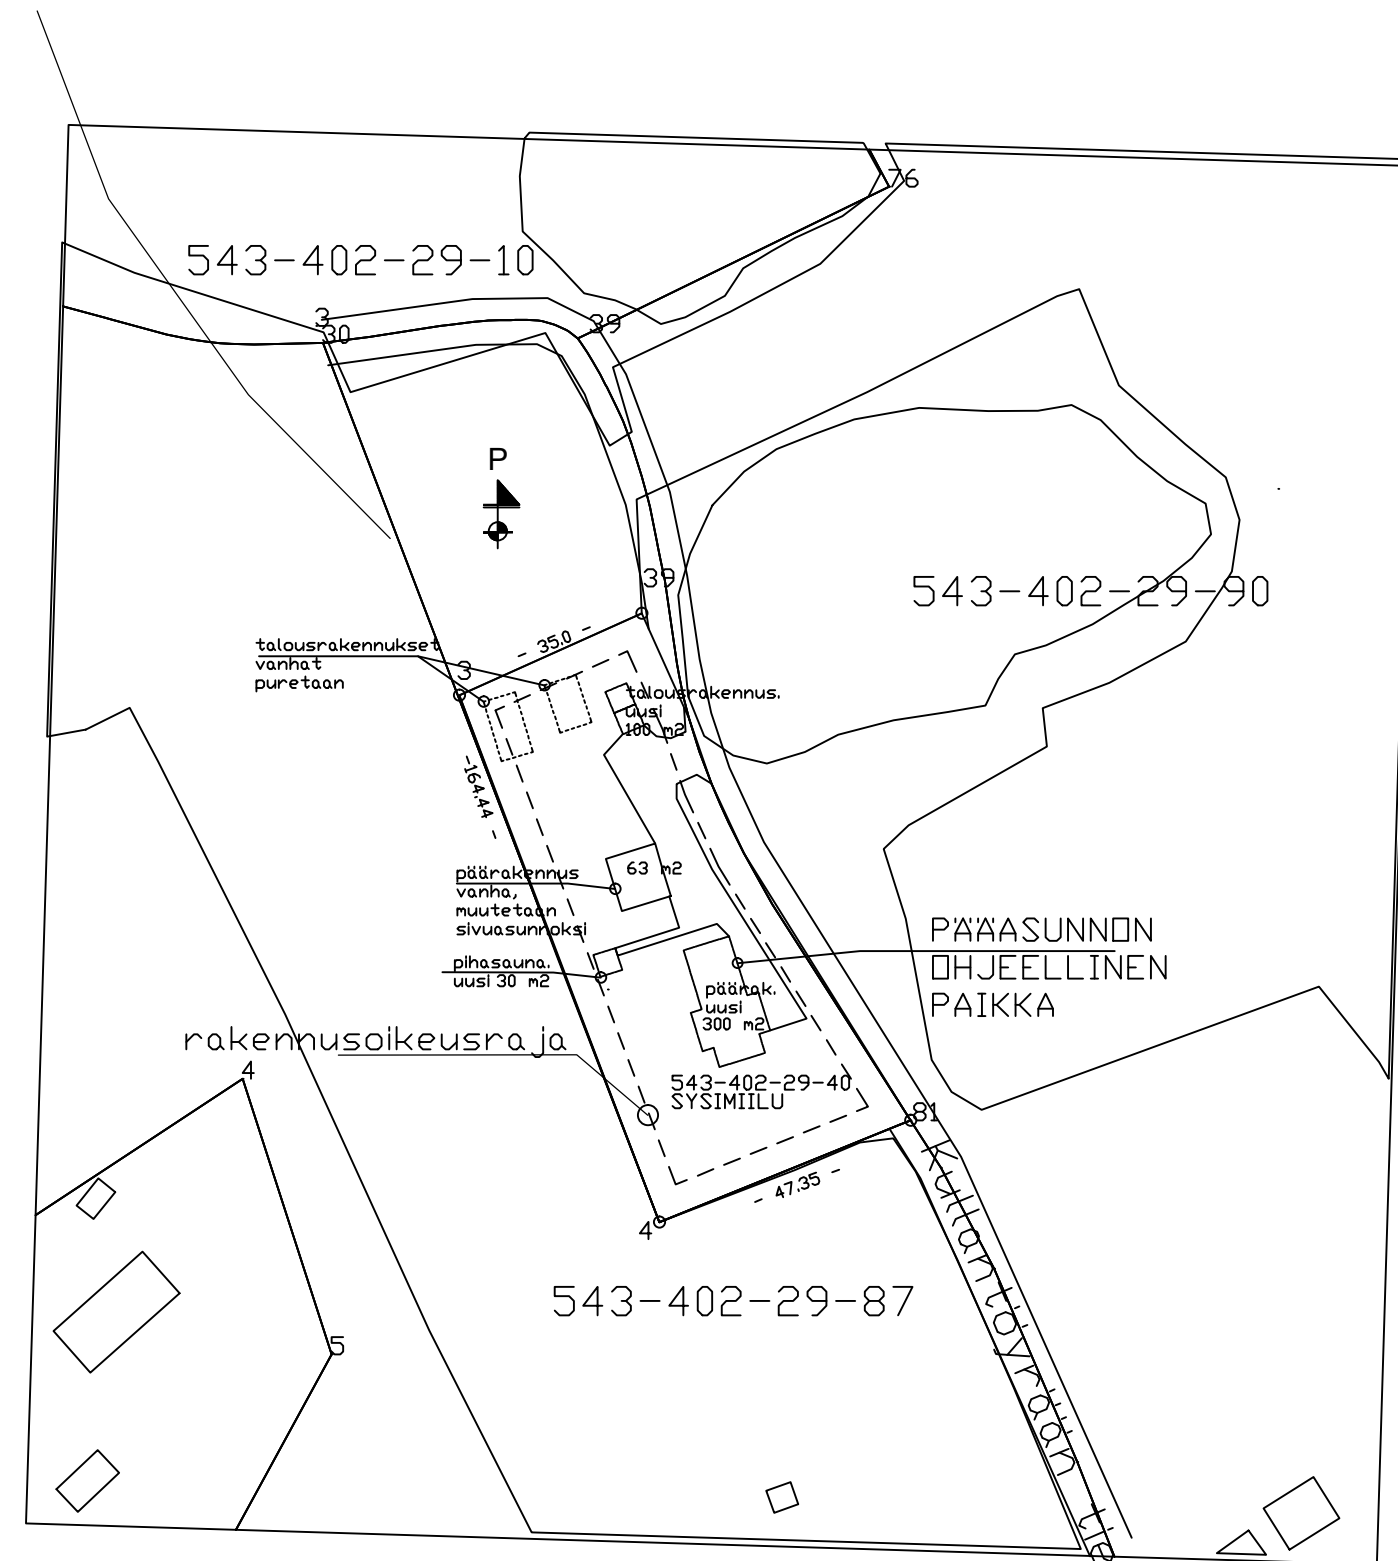 76
543-402-29-10
3
30
39
P
39
543-402-29-90
- 35.0 -
talousrakennukset
vanhat
puretaan
3
talousrakennus.
uusi
100 m2
-164.44 -
63 m2
päärakennus
vanha,
muutetaan
sivuasunnoksi
PÄÄASUNNON
OHJEELLINEN
PAIKKA
pihasauna.
uusi 30 m2
päärak.
uusi
300 m2
rakennusoikeusraja
4
543-402-29-40
SYSIMIILU
81
- 47.35 -
4
Kullantöyrään tie
543-402-29-87
5